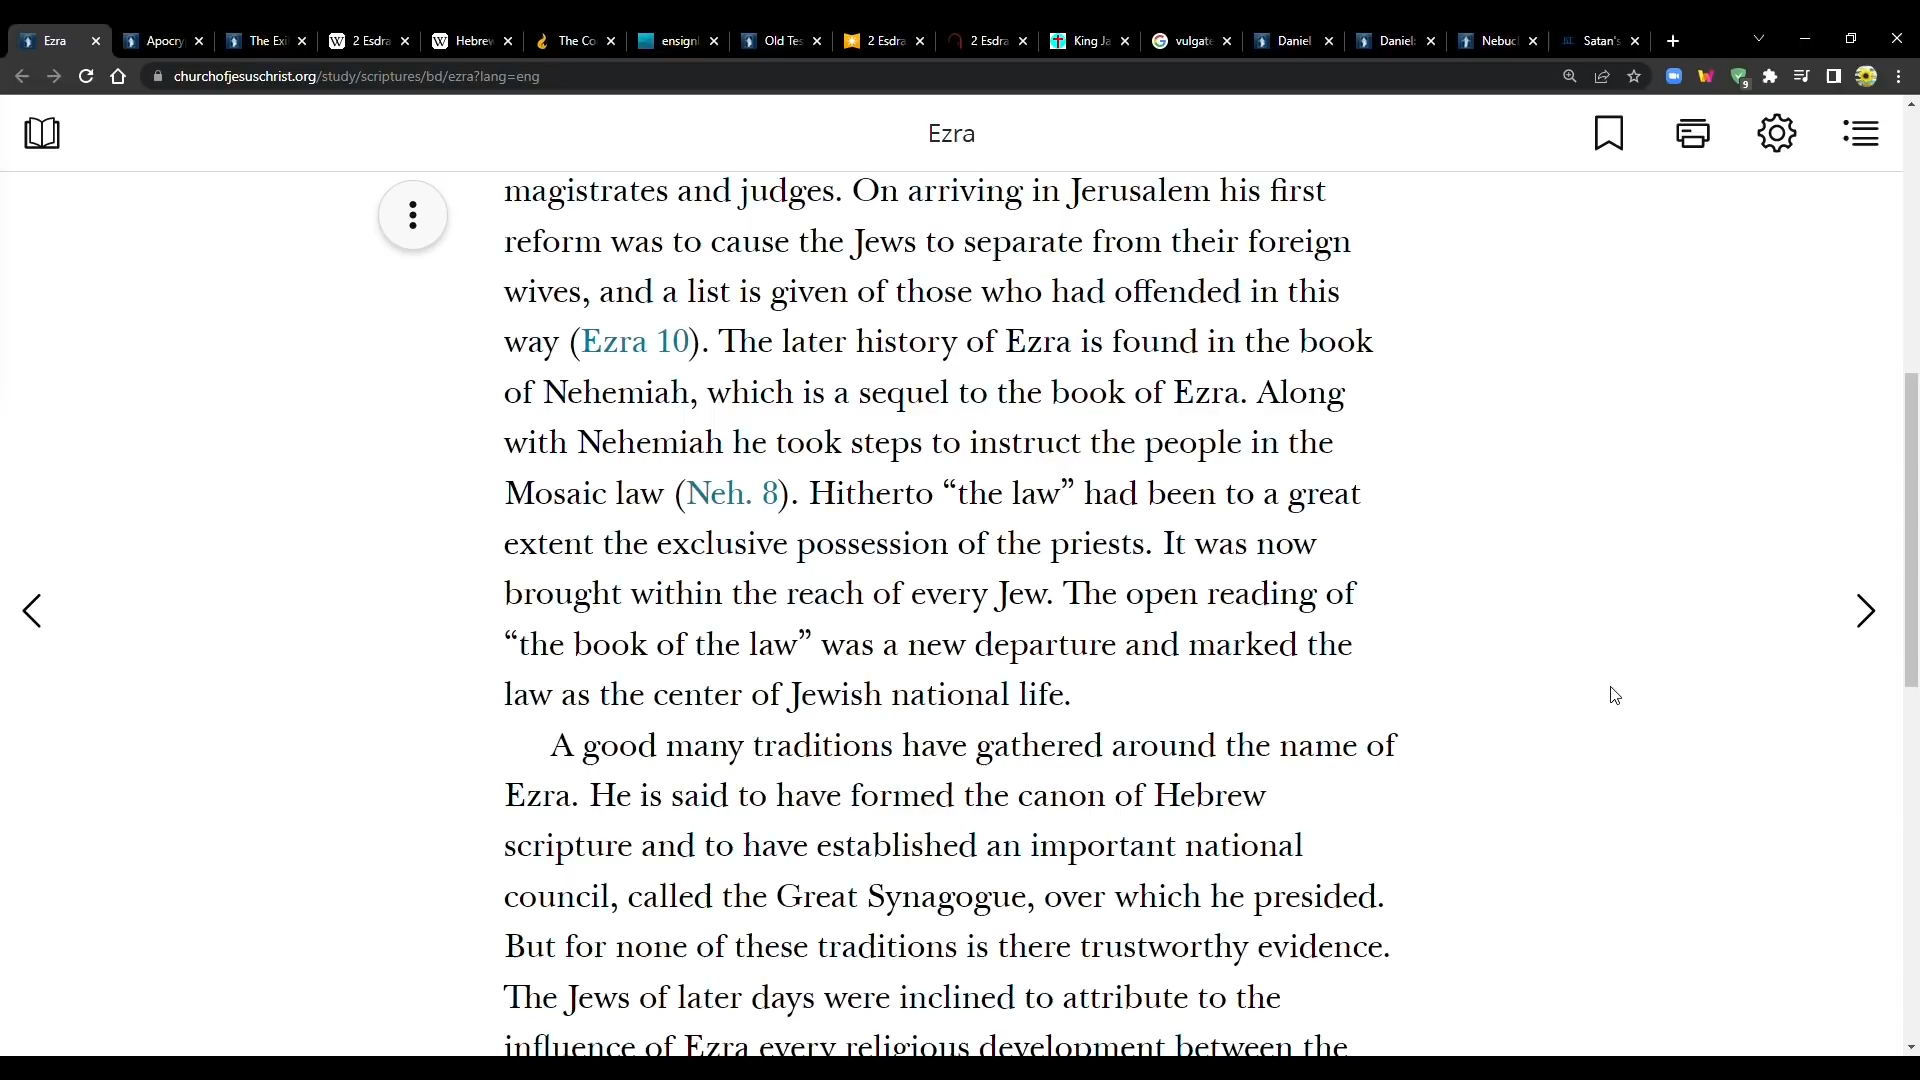 Ezra
Apocry
The Exi
2 Esdra
Hebrew
The Co
ensign
Old Tes
2 Esdra
2 Esdra
King Ja
vulgate
Daniel
Daniel:
Nebuc
Satan's
churchofjesuschrist.org/study/scriptures/bd/ezra?lang=eng
9
Ezra
magistrates and judges. On arriving in Jerusalem his first
reform was to cause the Jews to separate from their foreign
wives, and a list is given of those who had offended in this
way (Ezra 10). The later history of Ezra is found in the book
of Nehemiah, which is a sequel to the book of Ezra. Along
with Nehemiah he took steps to instruct the people in the
Mosaic law (Neh. 8). Hitherto “the law” had been to a great
extent the exclusive possession of the priests. It was now
brought within the reach of every Jew. The open reading of
“the book of the law” was a new departure and marked the
law as the center of Jewish national life.
A good many traditions have gathered around the name of
Ezra. He is said to have formed the canon of Hebrew
scripture and to have established an important national
council, called the Great Synagogue, over which he presided.
But for none of these traditions is there trustworthy evidence.
The Jews of later days were inclined to attribute to the
influence of Ezra every religious development between the